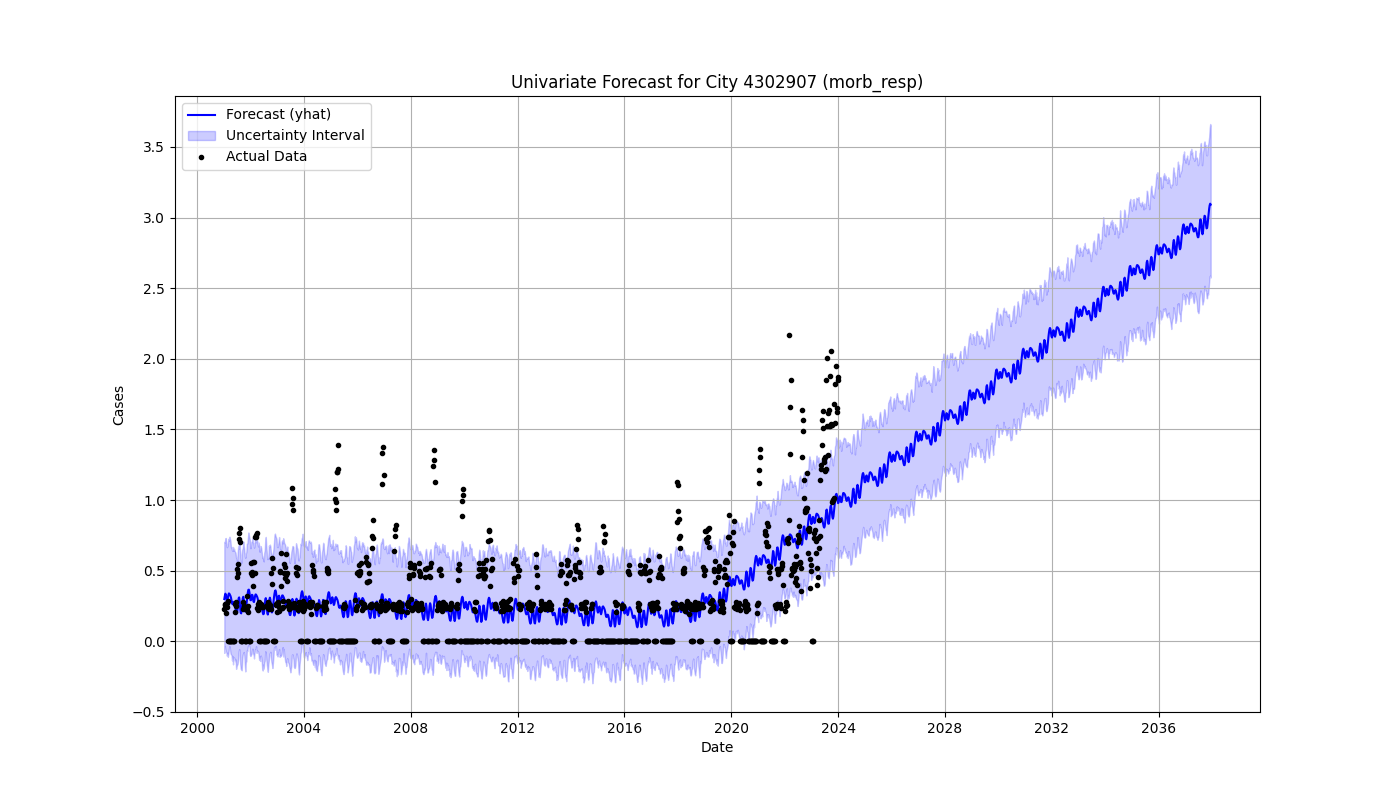 Univariate Forecast for City 4302907 (morb_resp)
Forecast (yhat)
Uncertainty Interval
Actual Data
3.5
3.0
2.5
2.0
1.5
1.0
0.5
0.0
−0.5
Cases
2000 2004 2008 2012 2016 2020 2024 2028 2032 2036
Date